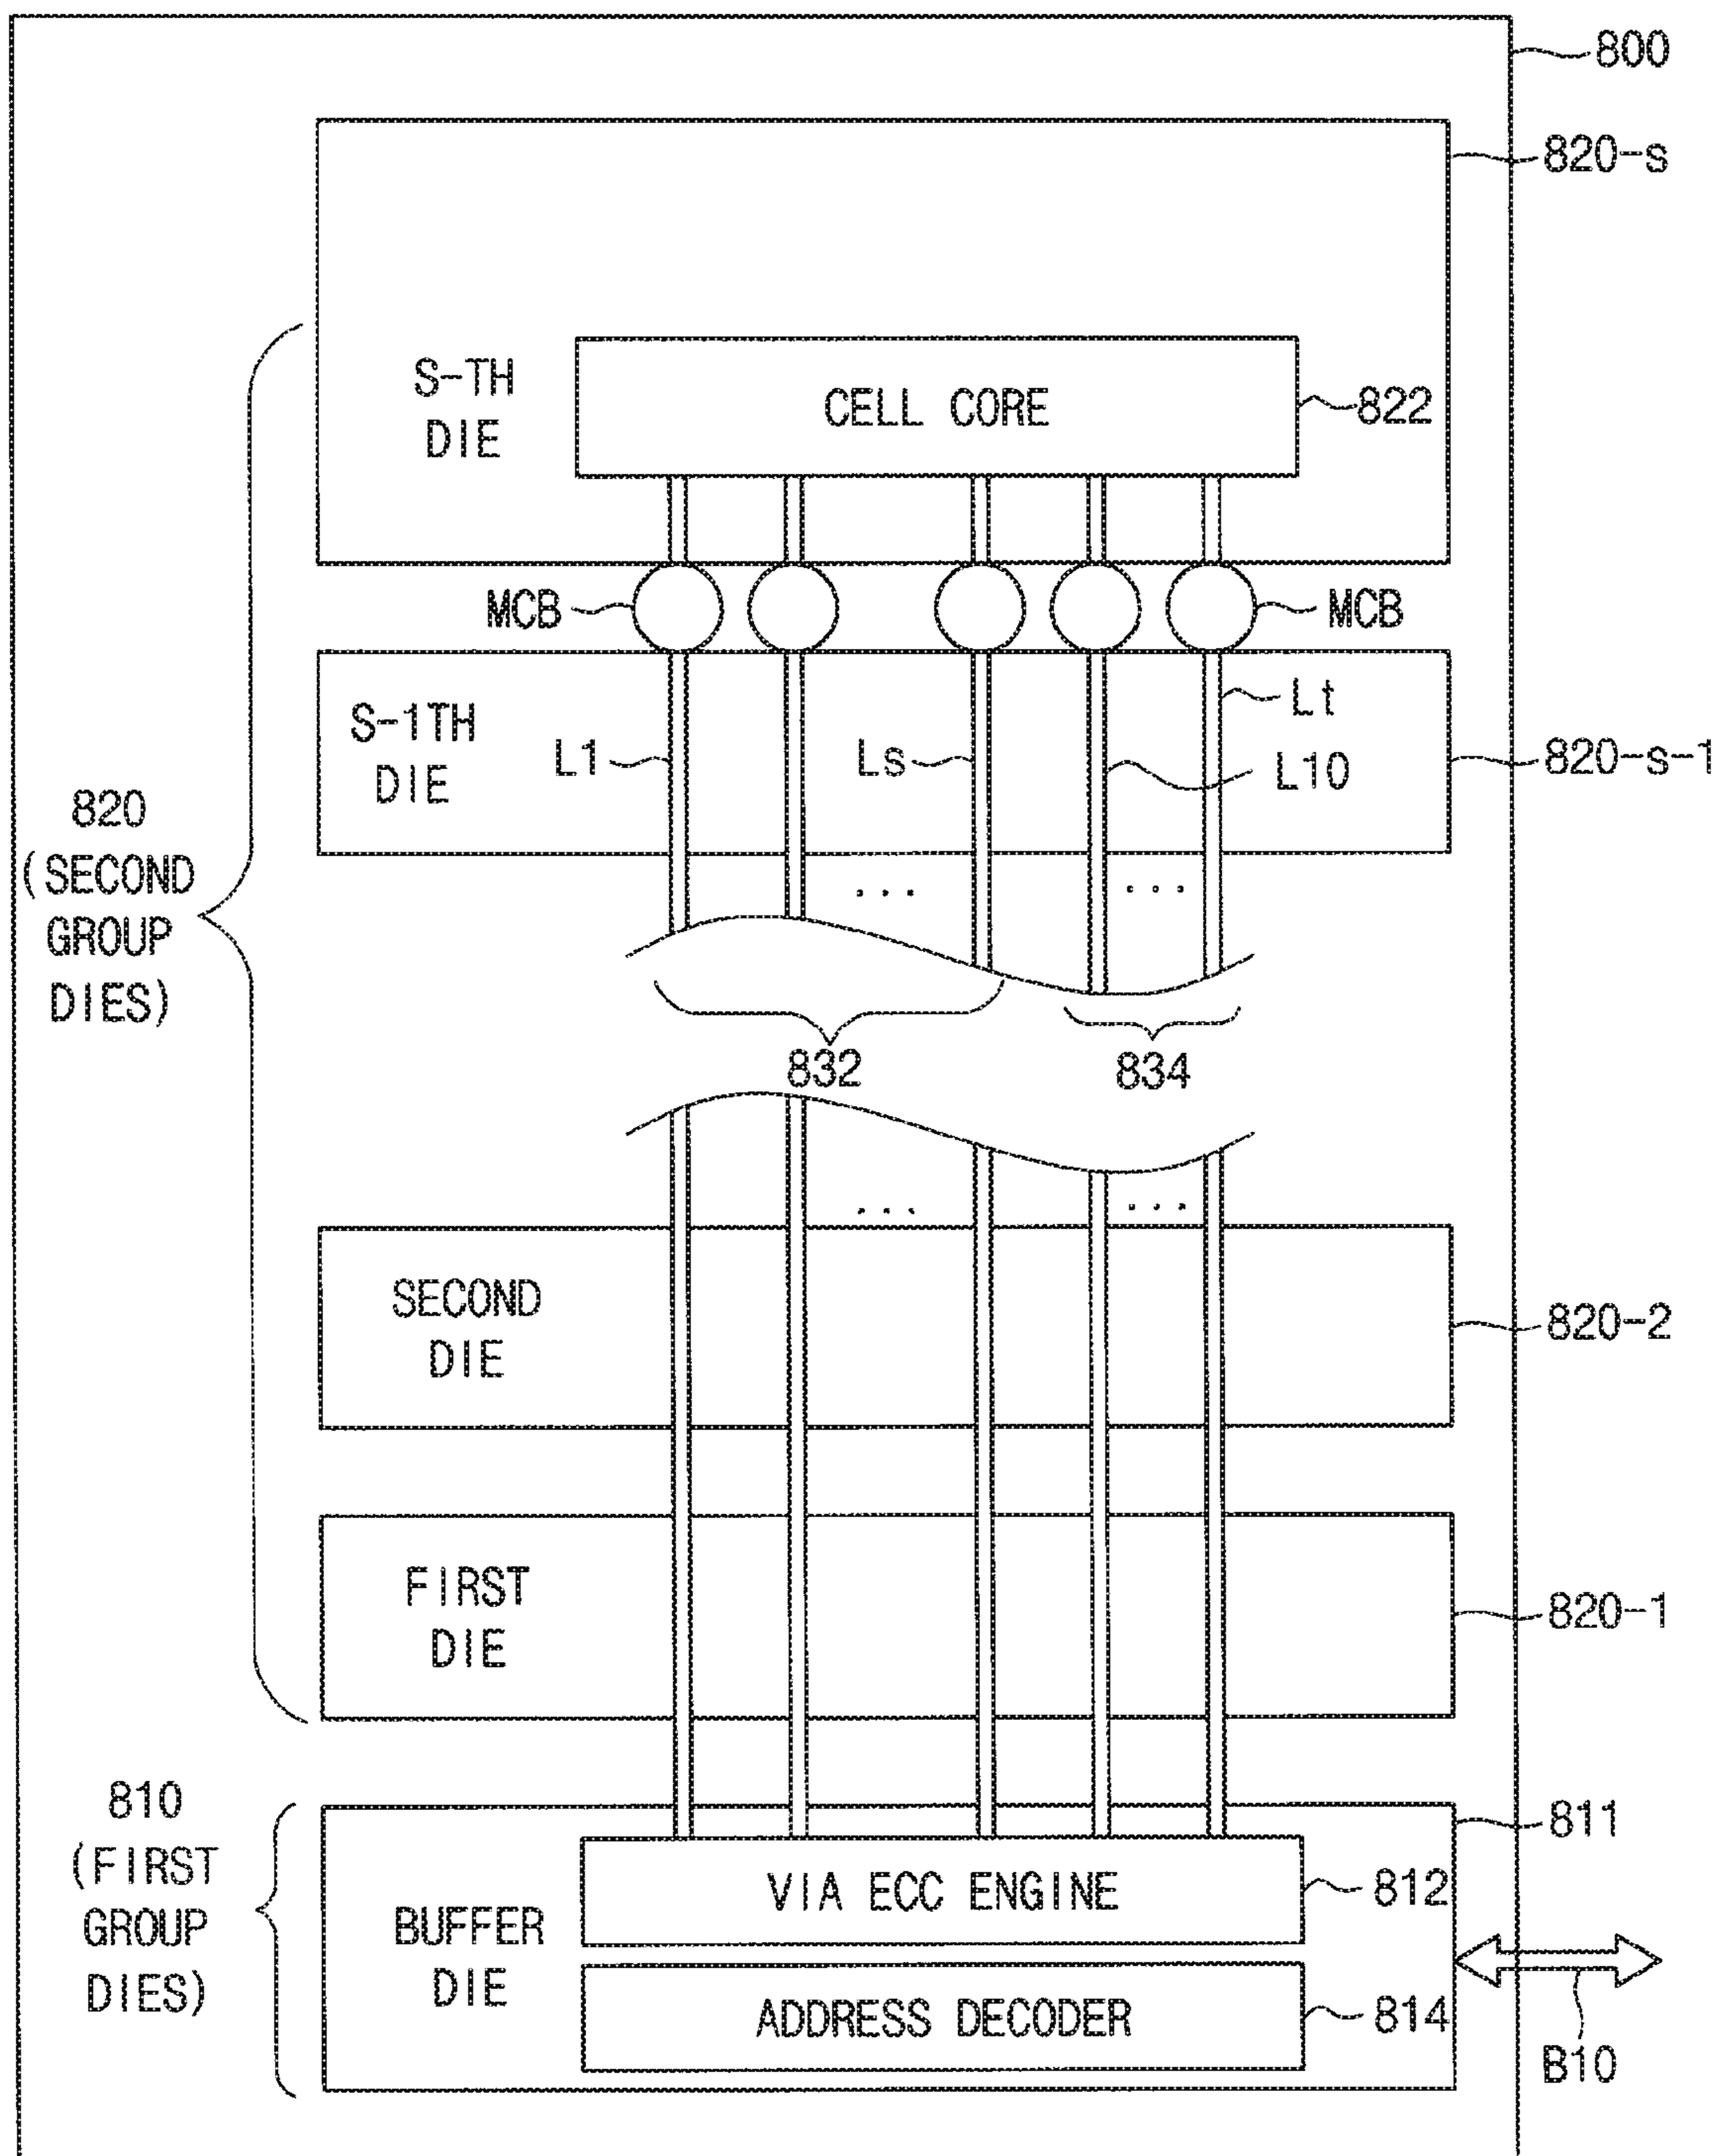 800
820-s
S-TH
DIE
CELL CORE
822
MCB
MCB
S-1TH
DIE
L1
Ls
Lt
L10
820-s-1
820
(SECOND
GROUP
DIES)
...
...
832
834
...
...
SECOND
DIE
820-2
FIRST
DIE
820-1
810
(FIRST
GROUP
DIES)
811
BUFFER
DIE
VIA ECC ENGINE
812
ADDRESS DECODER
814
B10